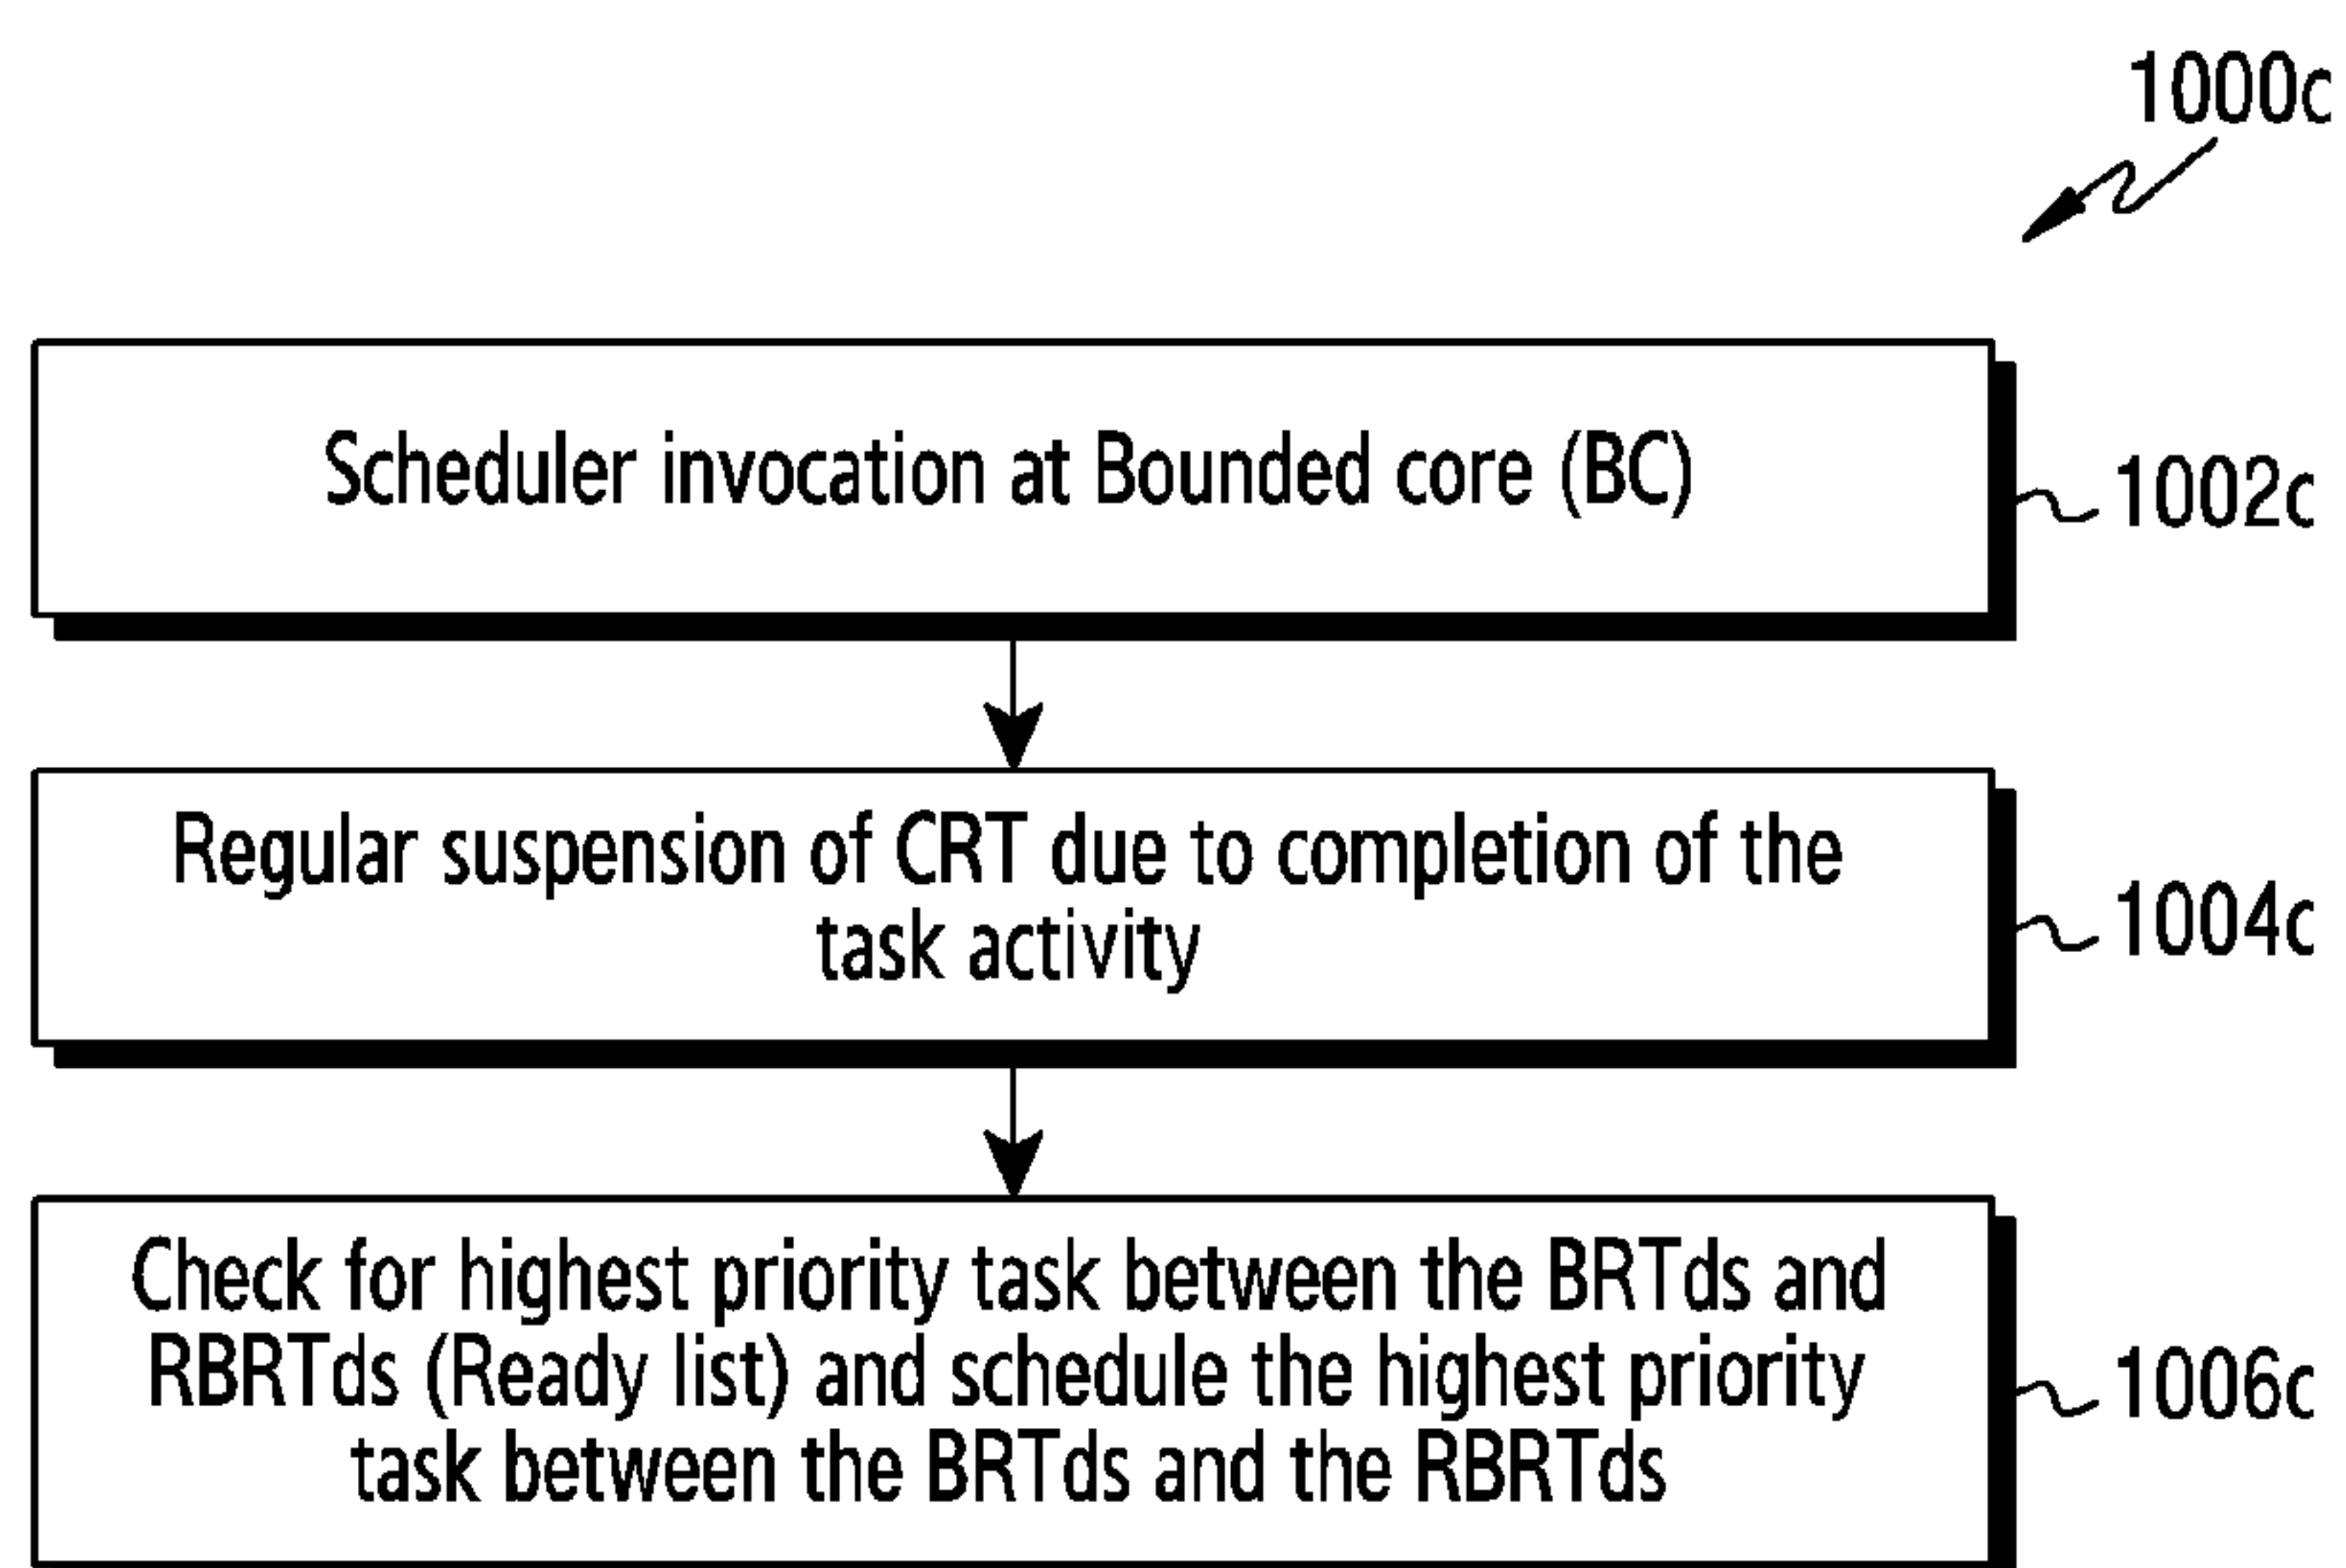 1000c
Scheduler invocation at Bounded core (BC)
1002c
Regular suspension of CRT due to completion of the
task activity
1004c
Check for highest priority task between the BRTds and
RBRTds (Ready list) and schedule the highest priority
task between the BRTds and the RBRTds
1006c